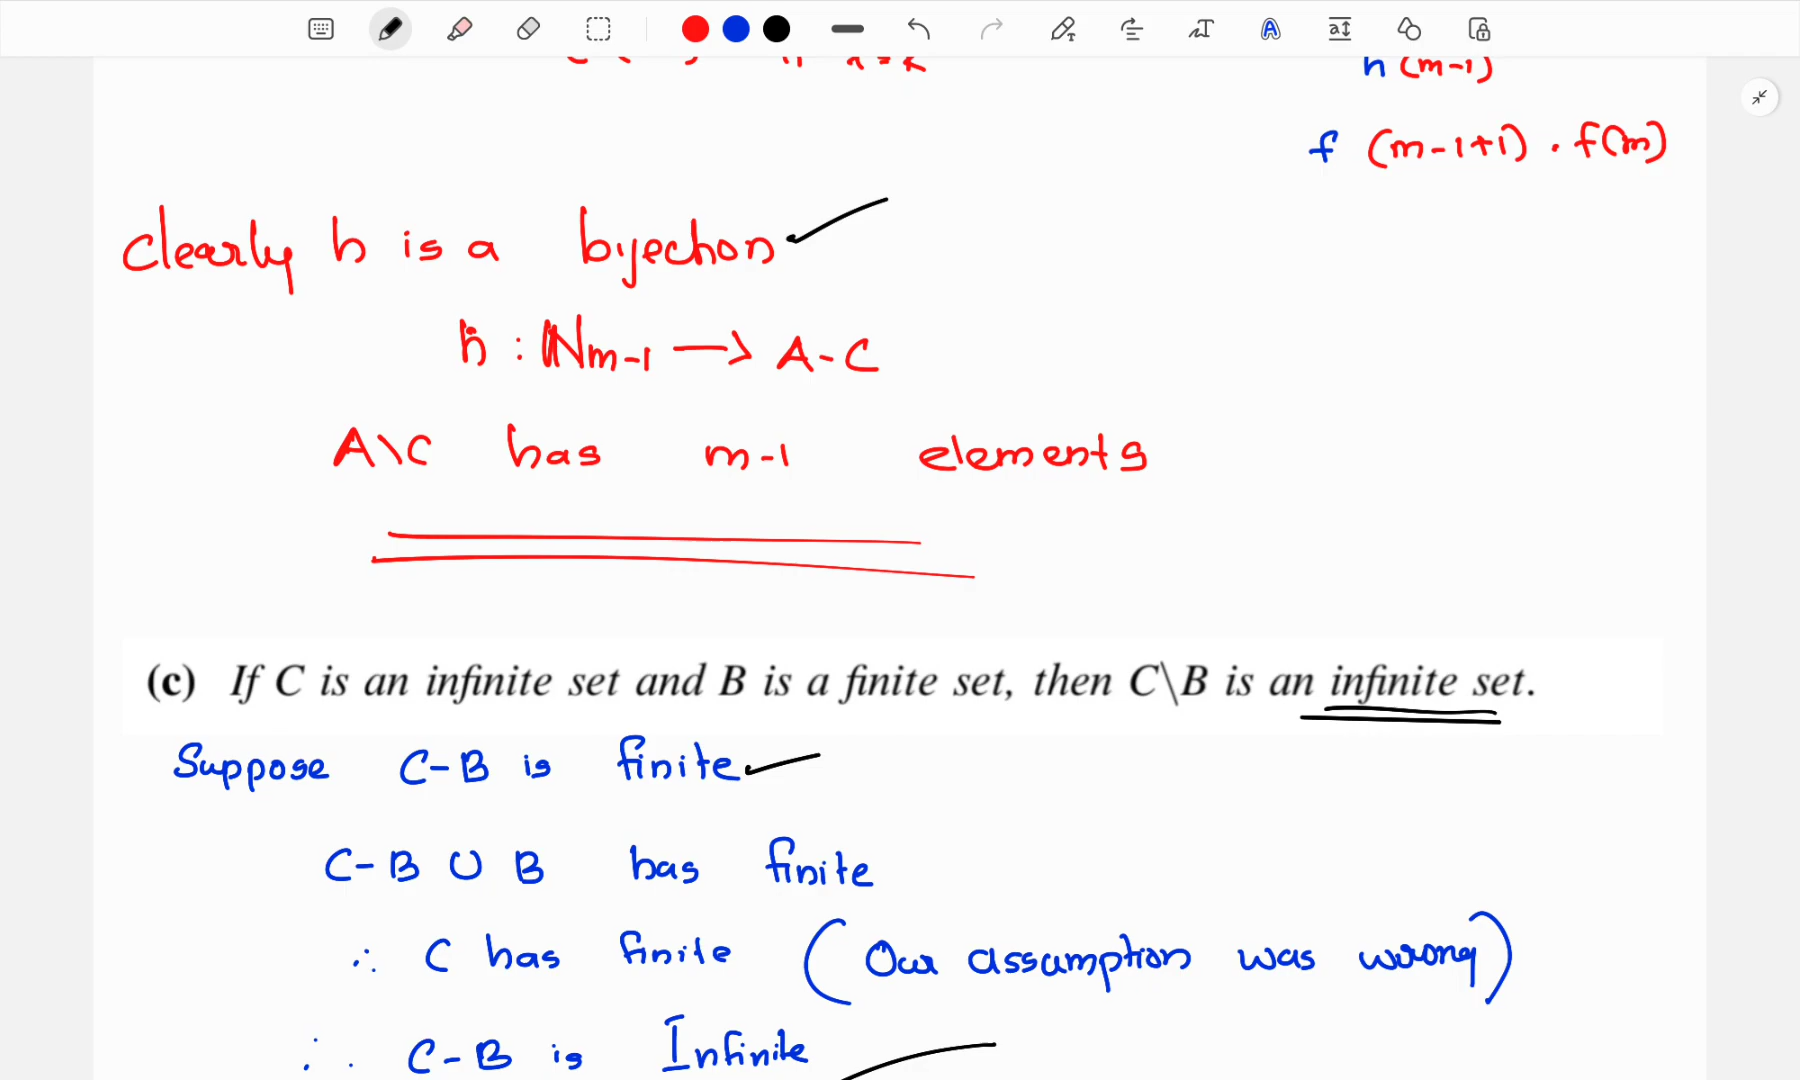 h (m-1)
f (m-1+1) . f(m)
Clearly h is a bijection
h : ℕm-1 → A-C
A\C has m-1 elements
(c) If C is an infinite set and B is a finite set, then C\B is an infinite set.
Suppose C-B is finite
C-B ∪ B has finite
∴ C has finite (Our assumption was wrong)
∴ C-B is Infinite